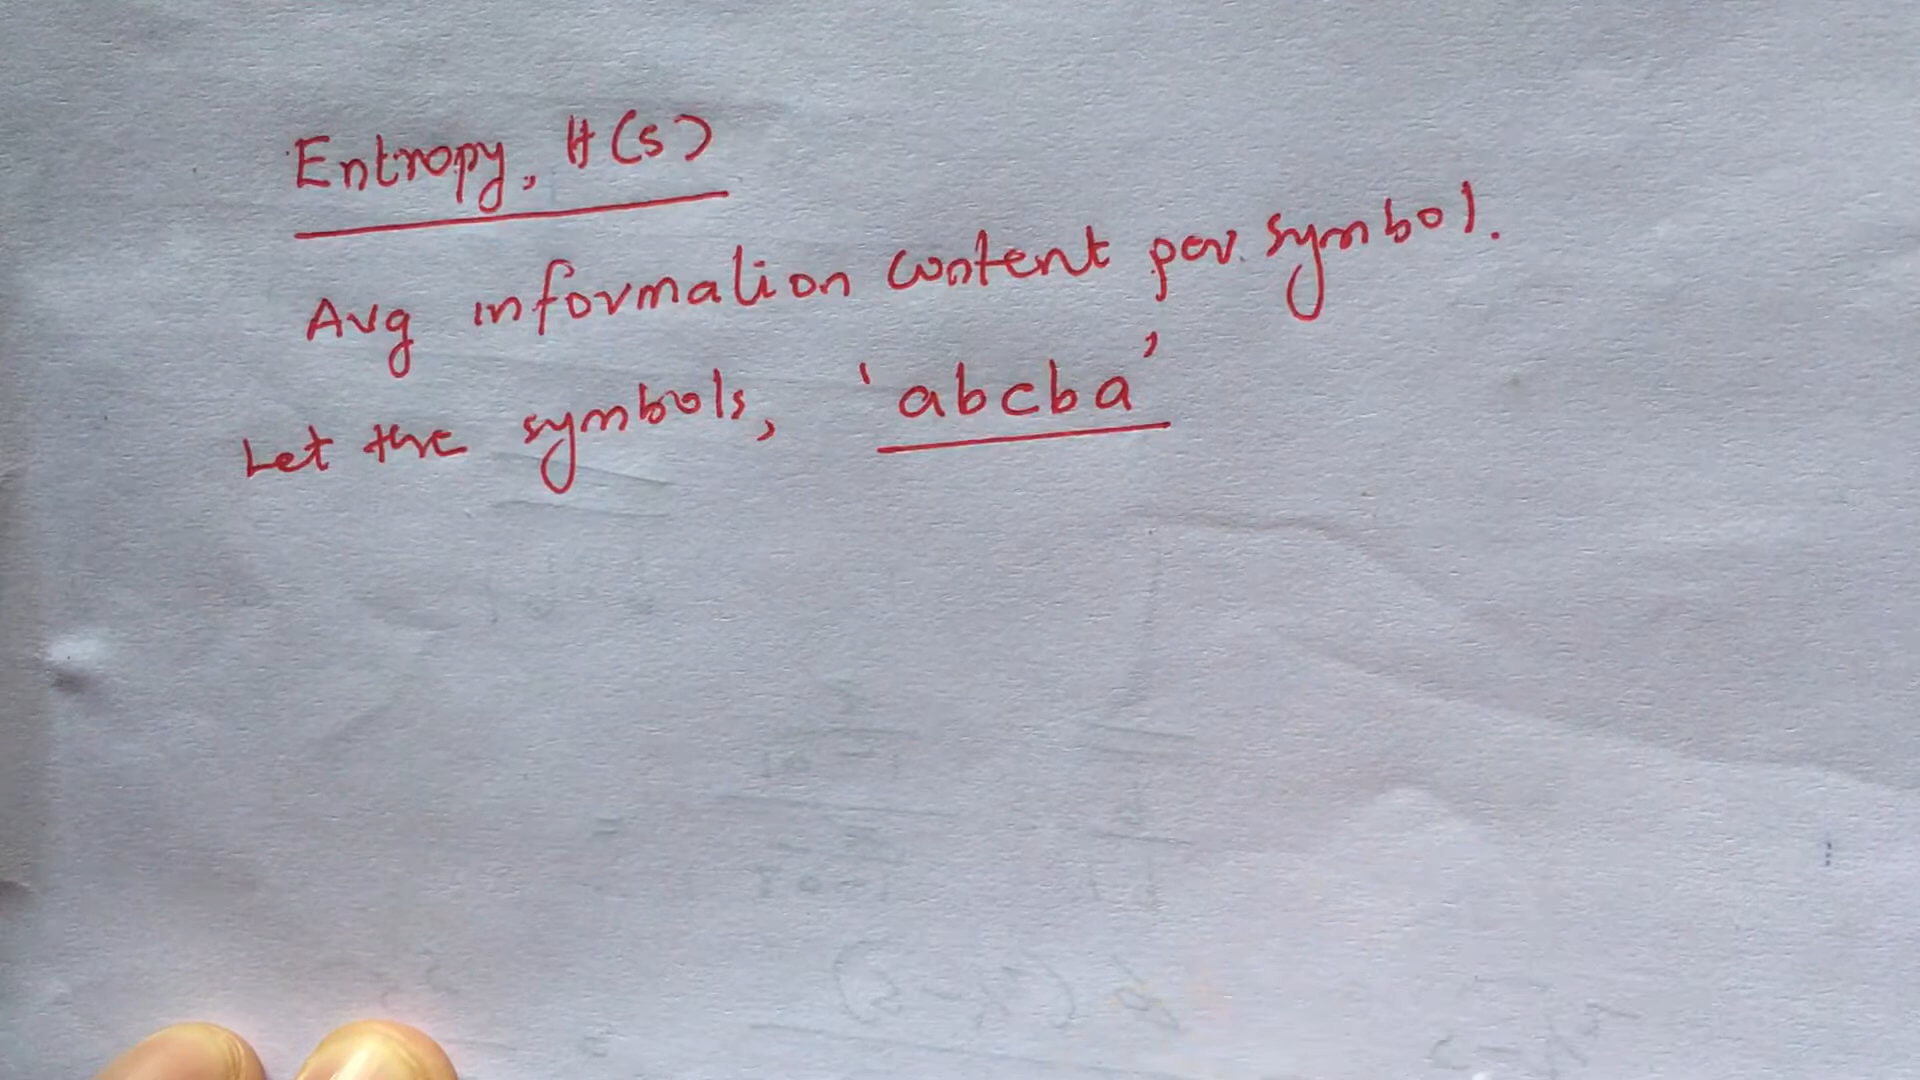 Entropy, H(s)
Avg information content per symbol.
Let the symbols, 'abcba'